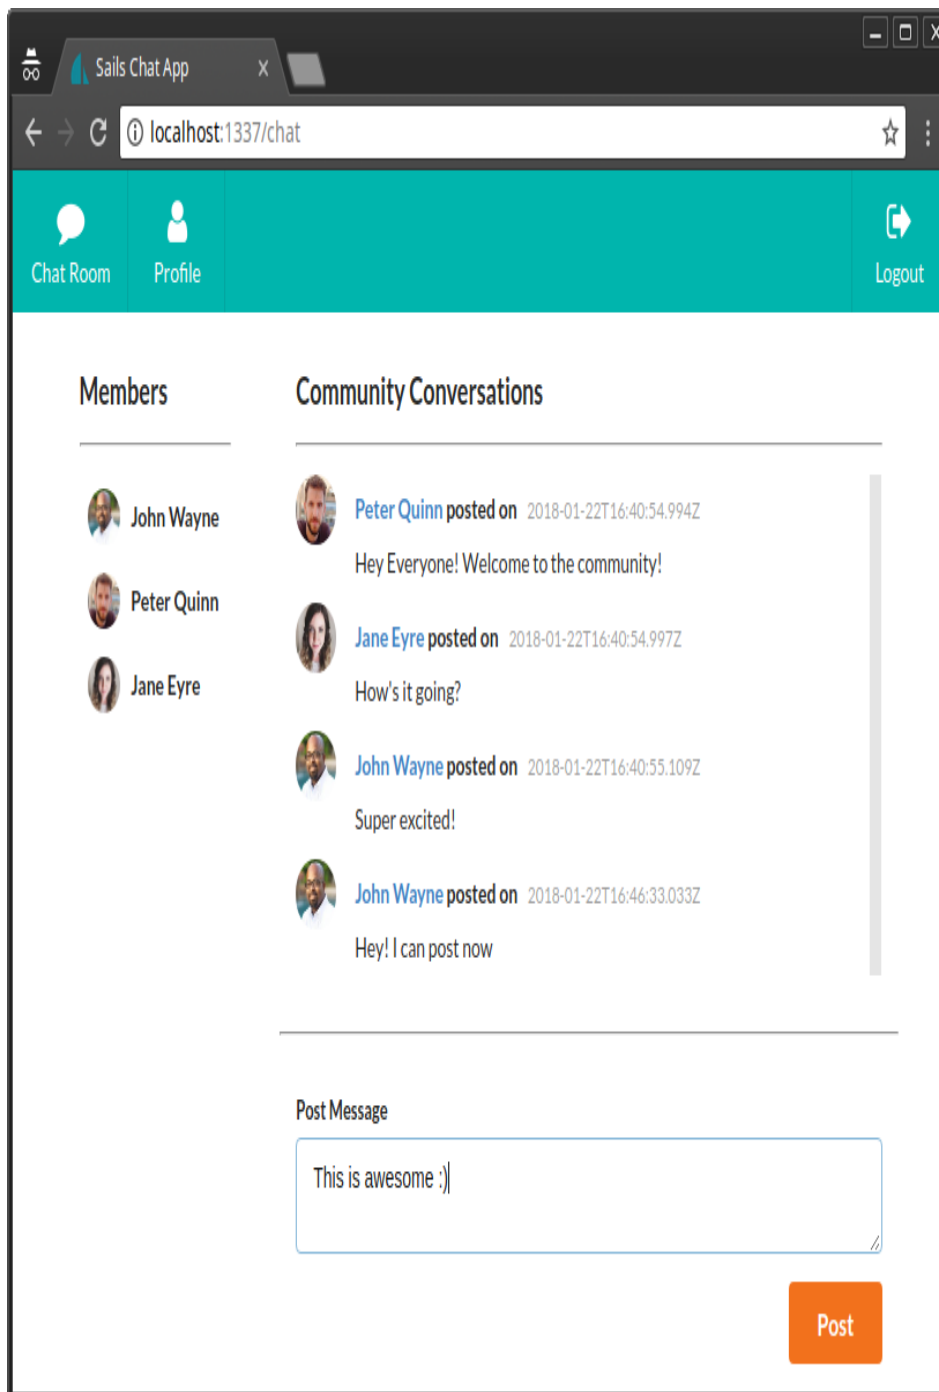 Sails Chat App
localhost:1337/chat
Chat Room
Profile
Logout
Members
John Wayne
Peter Quinn
Jane Eyre
Community Conversations
Peter Quinn posted on 2018-01-22T16:40:54.994Z
Hey Everyone! Welcome to the community!
Jane Eyre posted on 2018-01-22T16:40:54.997Z
How's it going?
John Wayne posted on 2018-01-22T16:40:55.109Z
Super excited!
John Wayne posted on 2018-01-22T16:46:33.033Z
Hey! I can post now
Post Message
This is awesome :)
Post